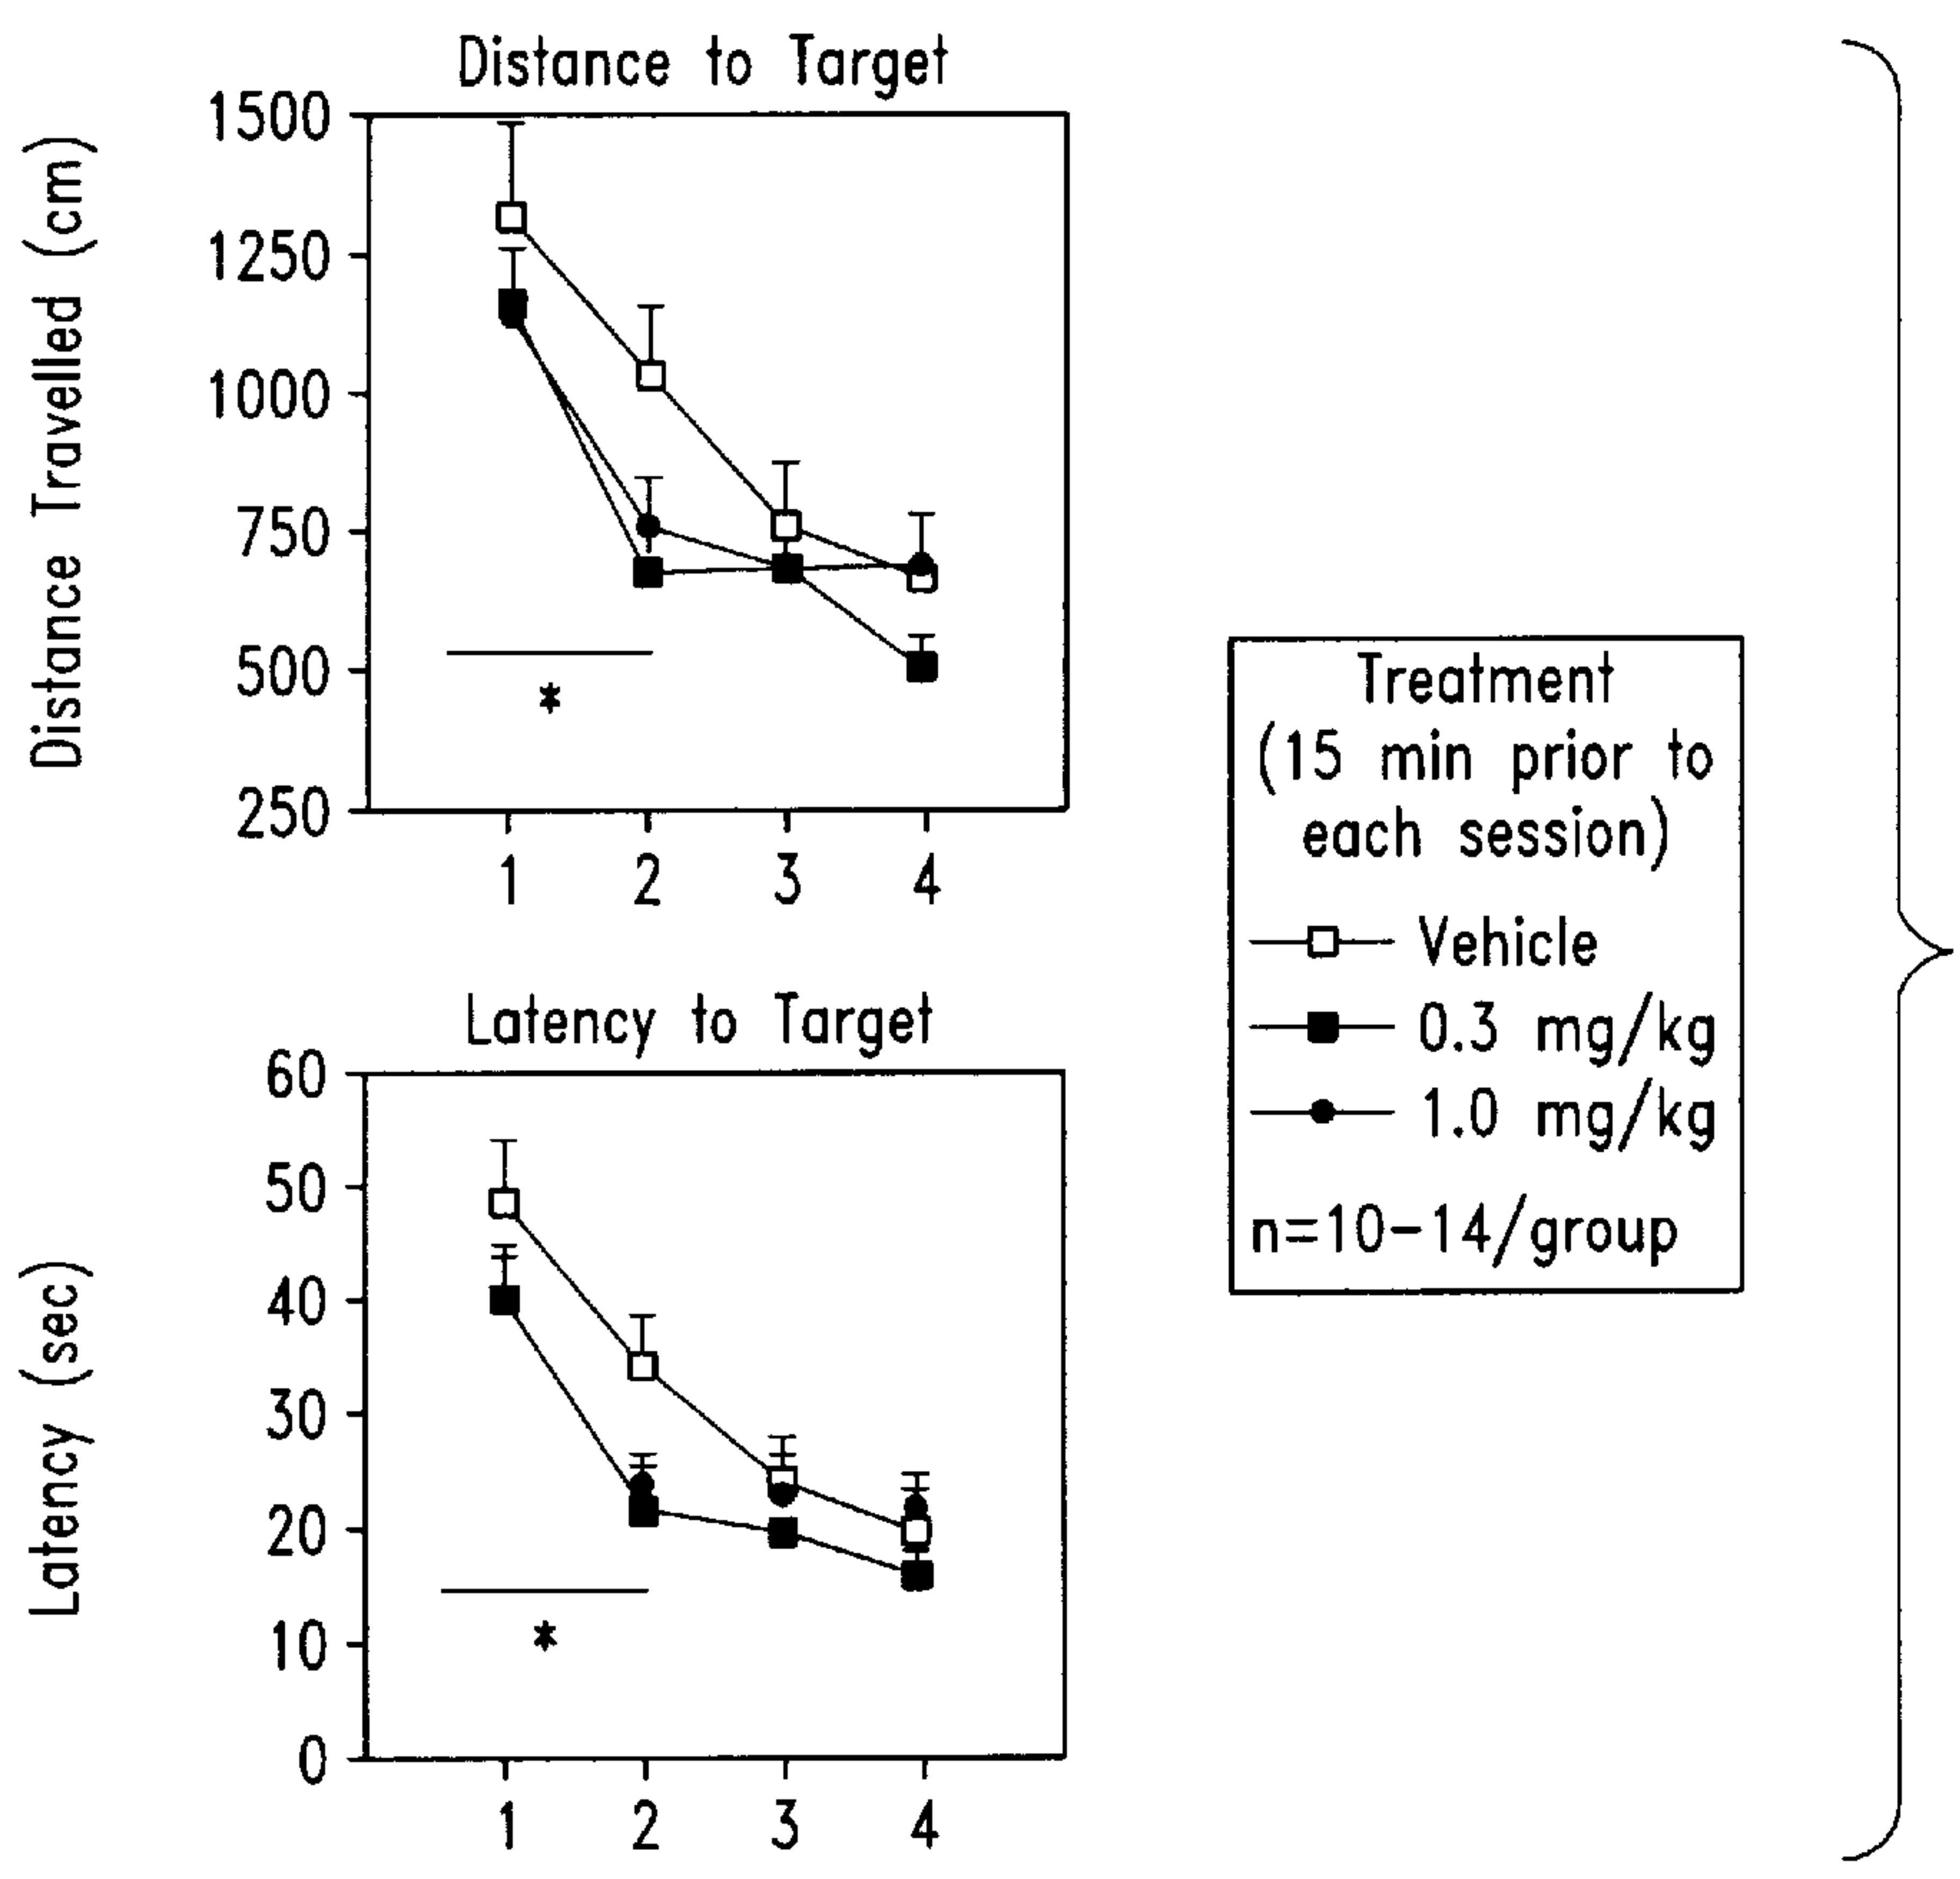 Distance to Target
Distance Travelled (cm)
1500
1250
1000
750
500
250
*
1 2 3 4
Latency to Target
Latency (sec)
60
50
40
30
20
10
0
*
1 2 3 4
Treatment
(15 min prior to
each session)
Vehicle
0.3 mg/kg
1.0 mg/kg
n=10-14/group